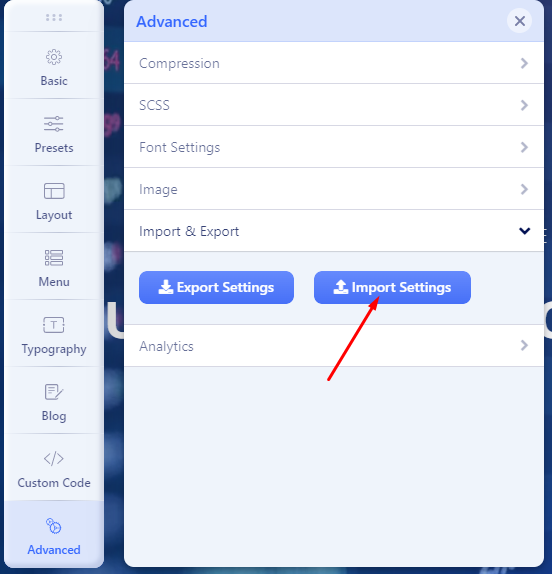 Basic
Presets
Layout
Menu
Typography
Blog
Custom Code
Advanced
Advanced
Compression
SCSS
Font Settings
Image
Import & Export
Export Settings
Import Settings
Analytics